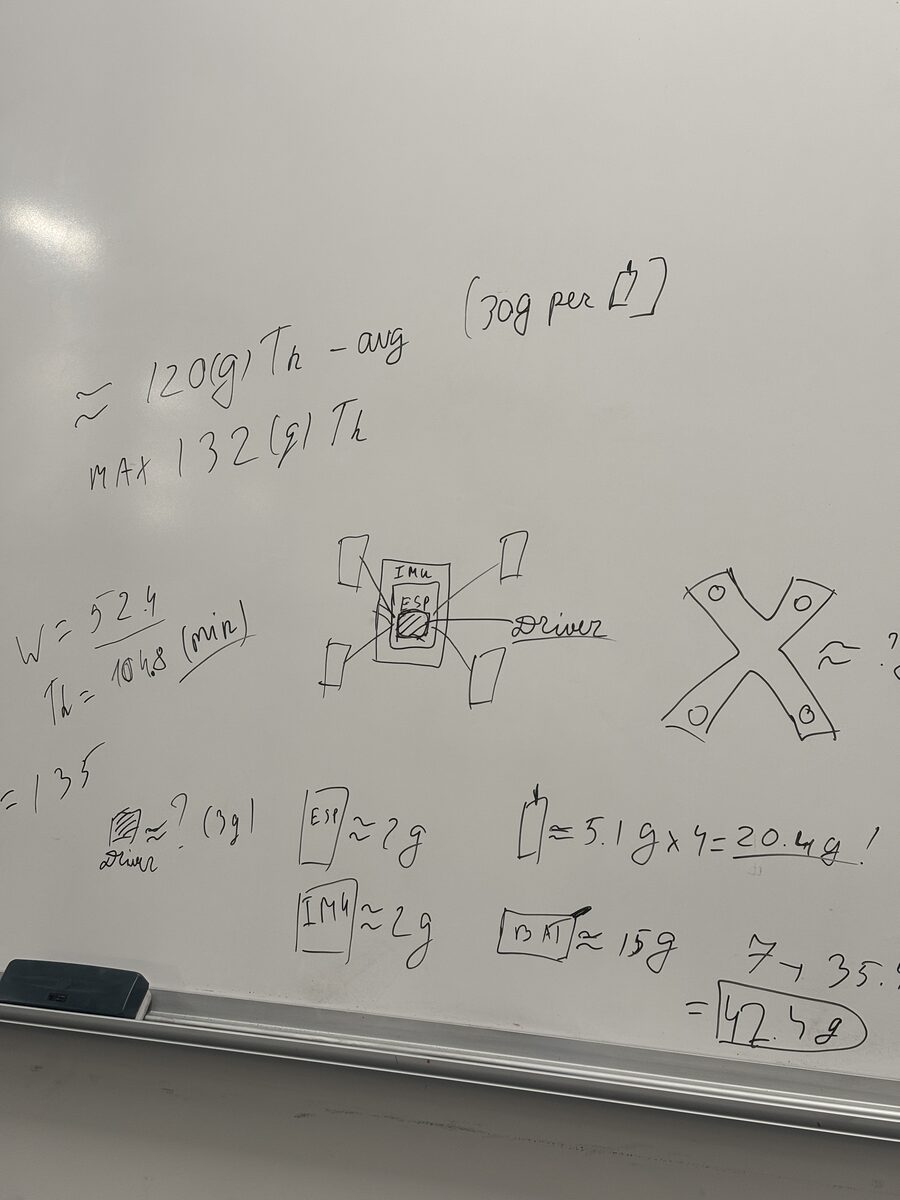 ≈ 120(g) Th - avg (30g per ▯]
MAX 132(g) Th
W = 52.4
Th = 104.8 (min)
= 135
IMU
ESP
Driver
≈ ?
≈ ? (3g)
Driver
ESP ≈ 2g
≈ 5.1g x 4 = 20.4g!
IMU ≈ 2g
BAT ≈ 15g
7 + 35.4
= 42.4g